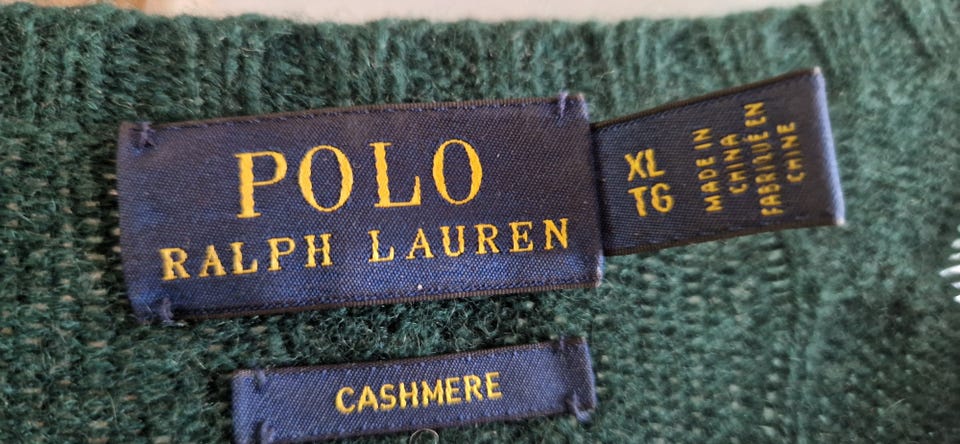 POLO
RALPH LAUREN
XL
TG
MADE IN
CHINA
FABRIQUÉ EN
CHINE
CASHMERE